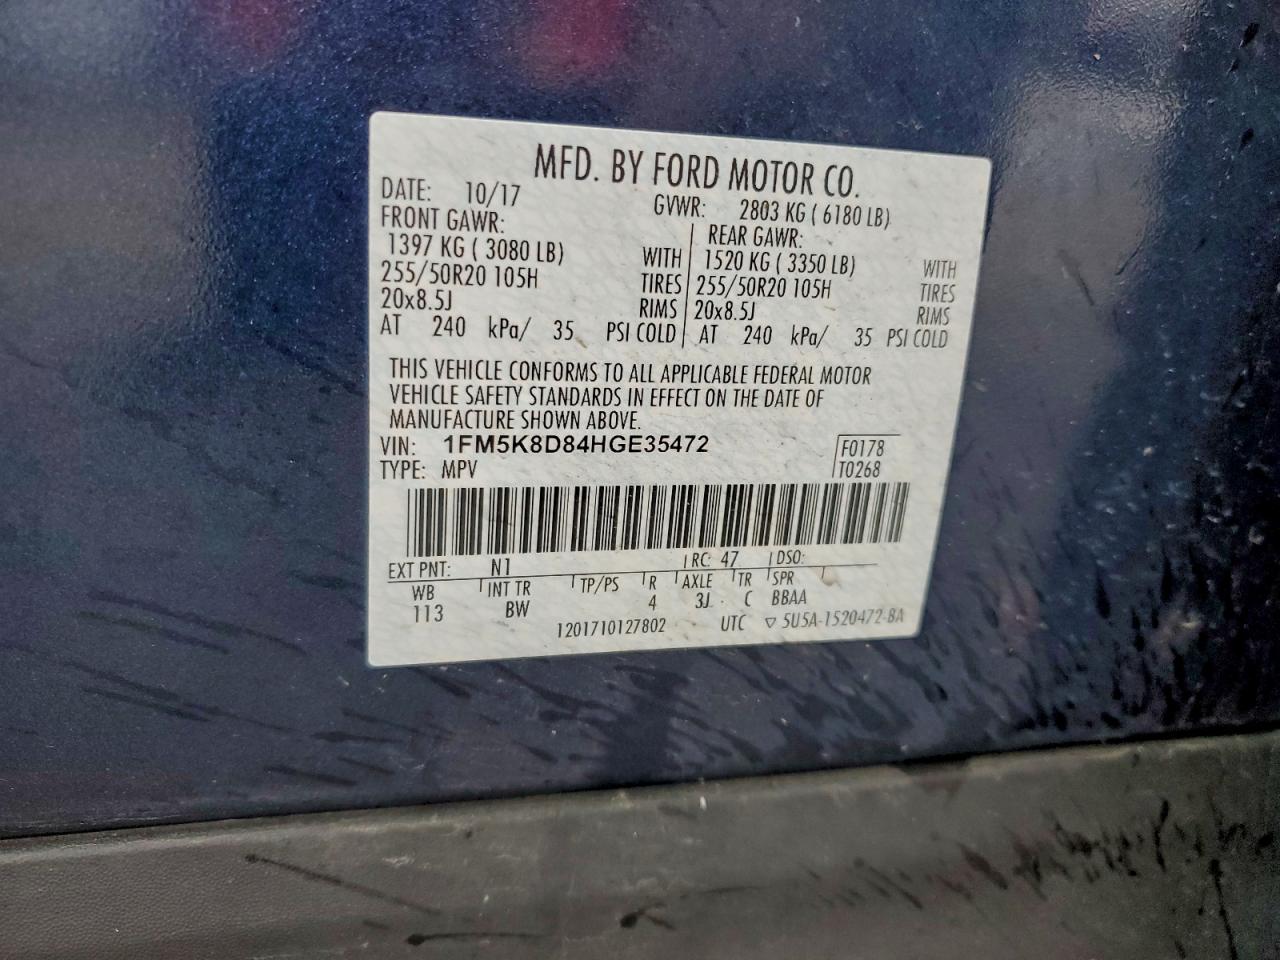 MFD. BY FORD MOTOR CO.
DATE: 10/17 GVWR: 2803 KG ( 6180 LB)
FRONT GAWR: REAR GAWR:
1397 KG ( 3080 LB) WITH 1520 KG ( 3350 LB) WITH
255/50R20 105H TIRES 255/50R20 105H TIRES
20x8.5J RIMS 20x8.5J RIMS
AT 240 kPa/ 35 PSI COLD AT 240 kPa/ 35 PSI COLD
THIS VEHICLE CONFORMS TO ALL APPLICABLE FEDERAL MOTOR
VEHICLE SAFETY STANDARDS IN EFFECT ON THE DATE OF
MANUFACTURE SHOWN ABOVE.
VIN: 1FM5K8D84HGE35472 F0178
TYPE: MPV T0268
EXT PNT: N1 RC: 47 DSO:
WB INT TR TP/PS R AXLE TR SPR
113 BW 4 3J C BBAA
1201710127802 UTC ▽ 5U5A-1520472-BA